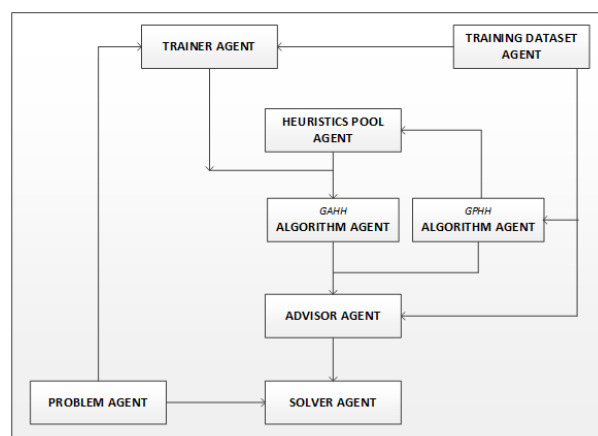 TRAINER AGENT
TRAINING DATASET
AGENT
HEURISTICS POOL
AGENT
GAHH
ALGORITHM AGENT
GPHH
ALGORITHM AGENT
ADVISOR AGENT
PROBLEM AGENT
SOLVER AGENT